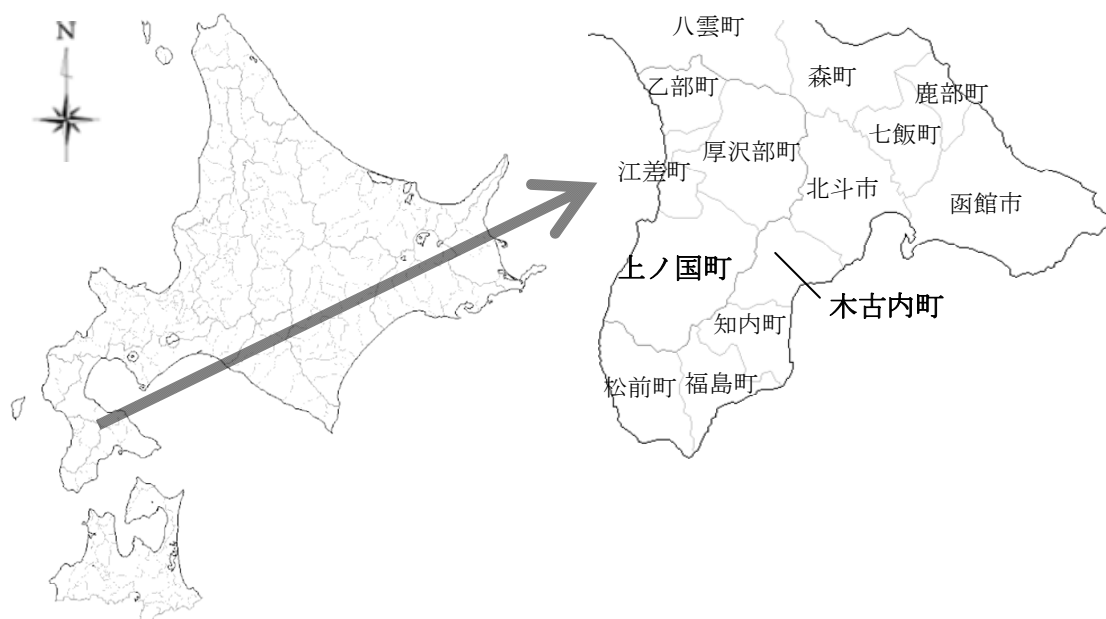 N
八雲町
森町
乙部町
鹿部町
七飯町
厚沢部町
江差町
北斗市
函館市
上ノ国町
木古内町
知内町
松前町
福島町